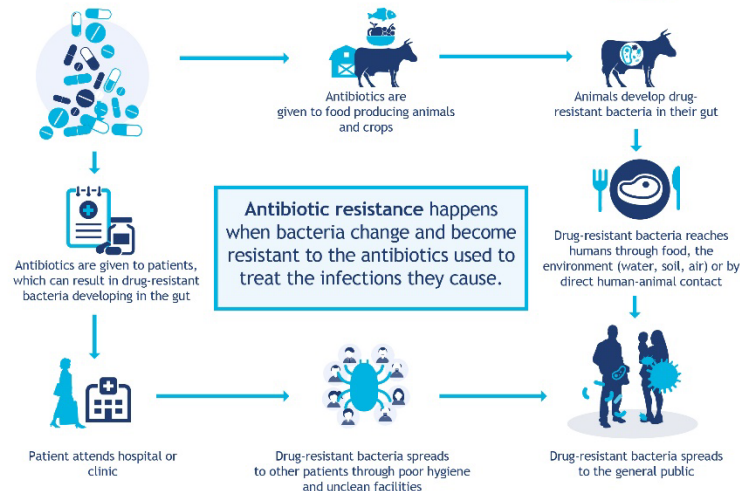 Antibiotics are
given to food producing animals
and crops
Animals develop drug-
resistant bacteria in their gut
Antibiotic resistance happens
when bacteria change and become
resistant to the antibiotics used to
treat the infections they cause.
Antibiotics are given to patients,
which can result in drug-resistant
bacteria developing in the gut
Drug-resistant bacteria reaches
humans through food, the
environment (water, soil, air) or by
direct human-animal contact
Patient attends hospital or
clinic
Drug-resistant bacteria spreads
to other patients through poor hygiene
and unclean facilities
Drug-resistant bacteria spreads
to the general public